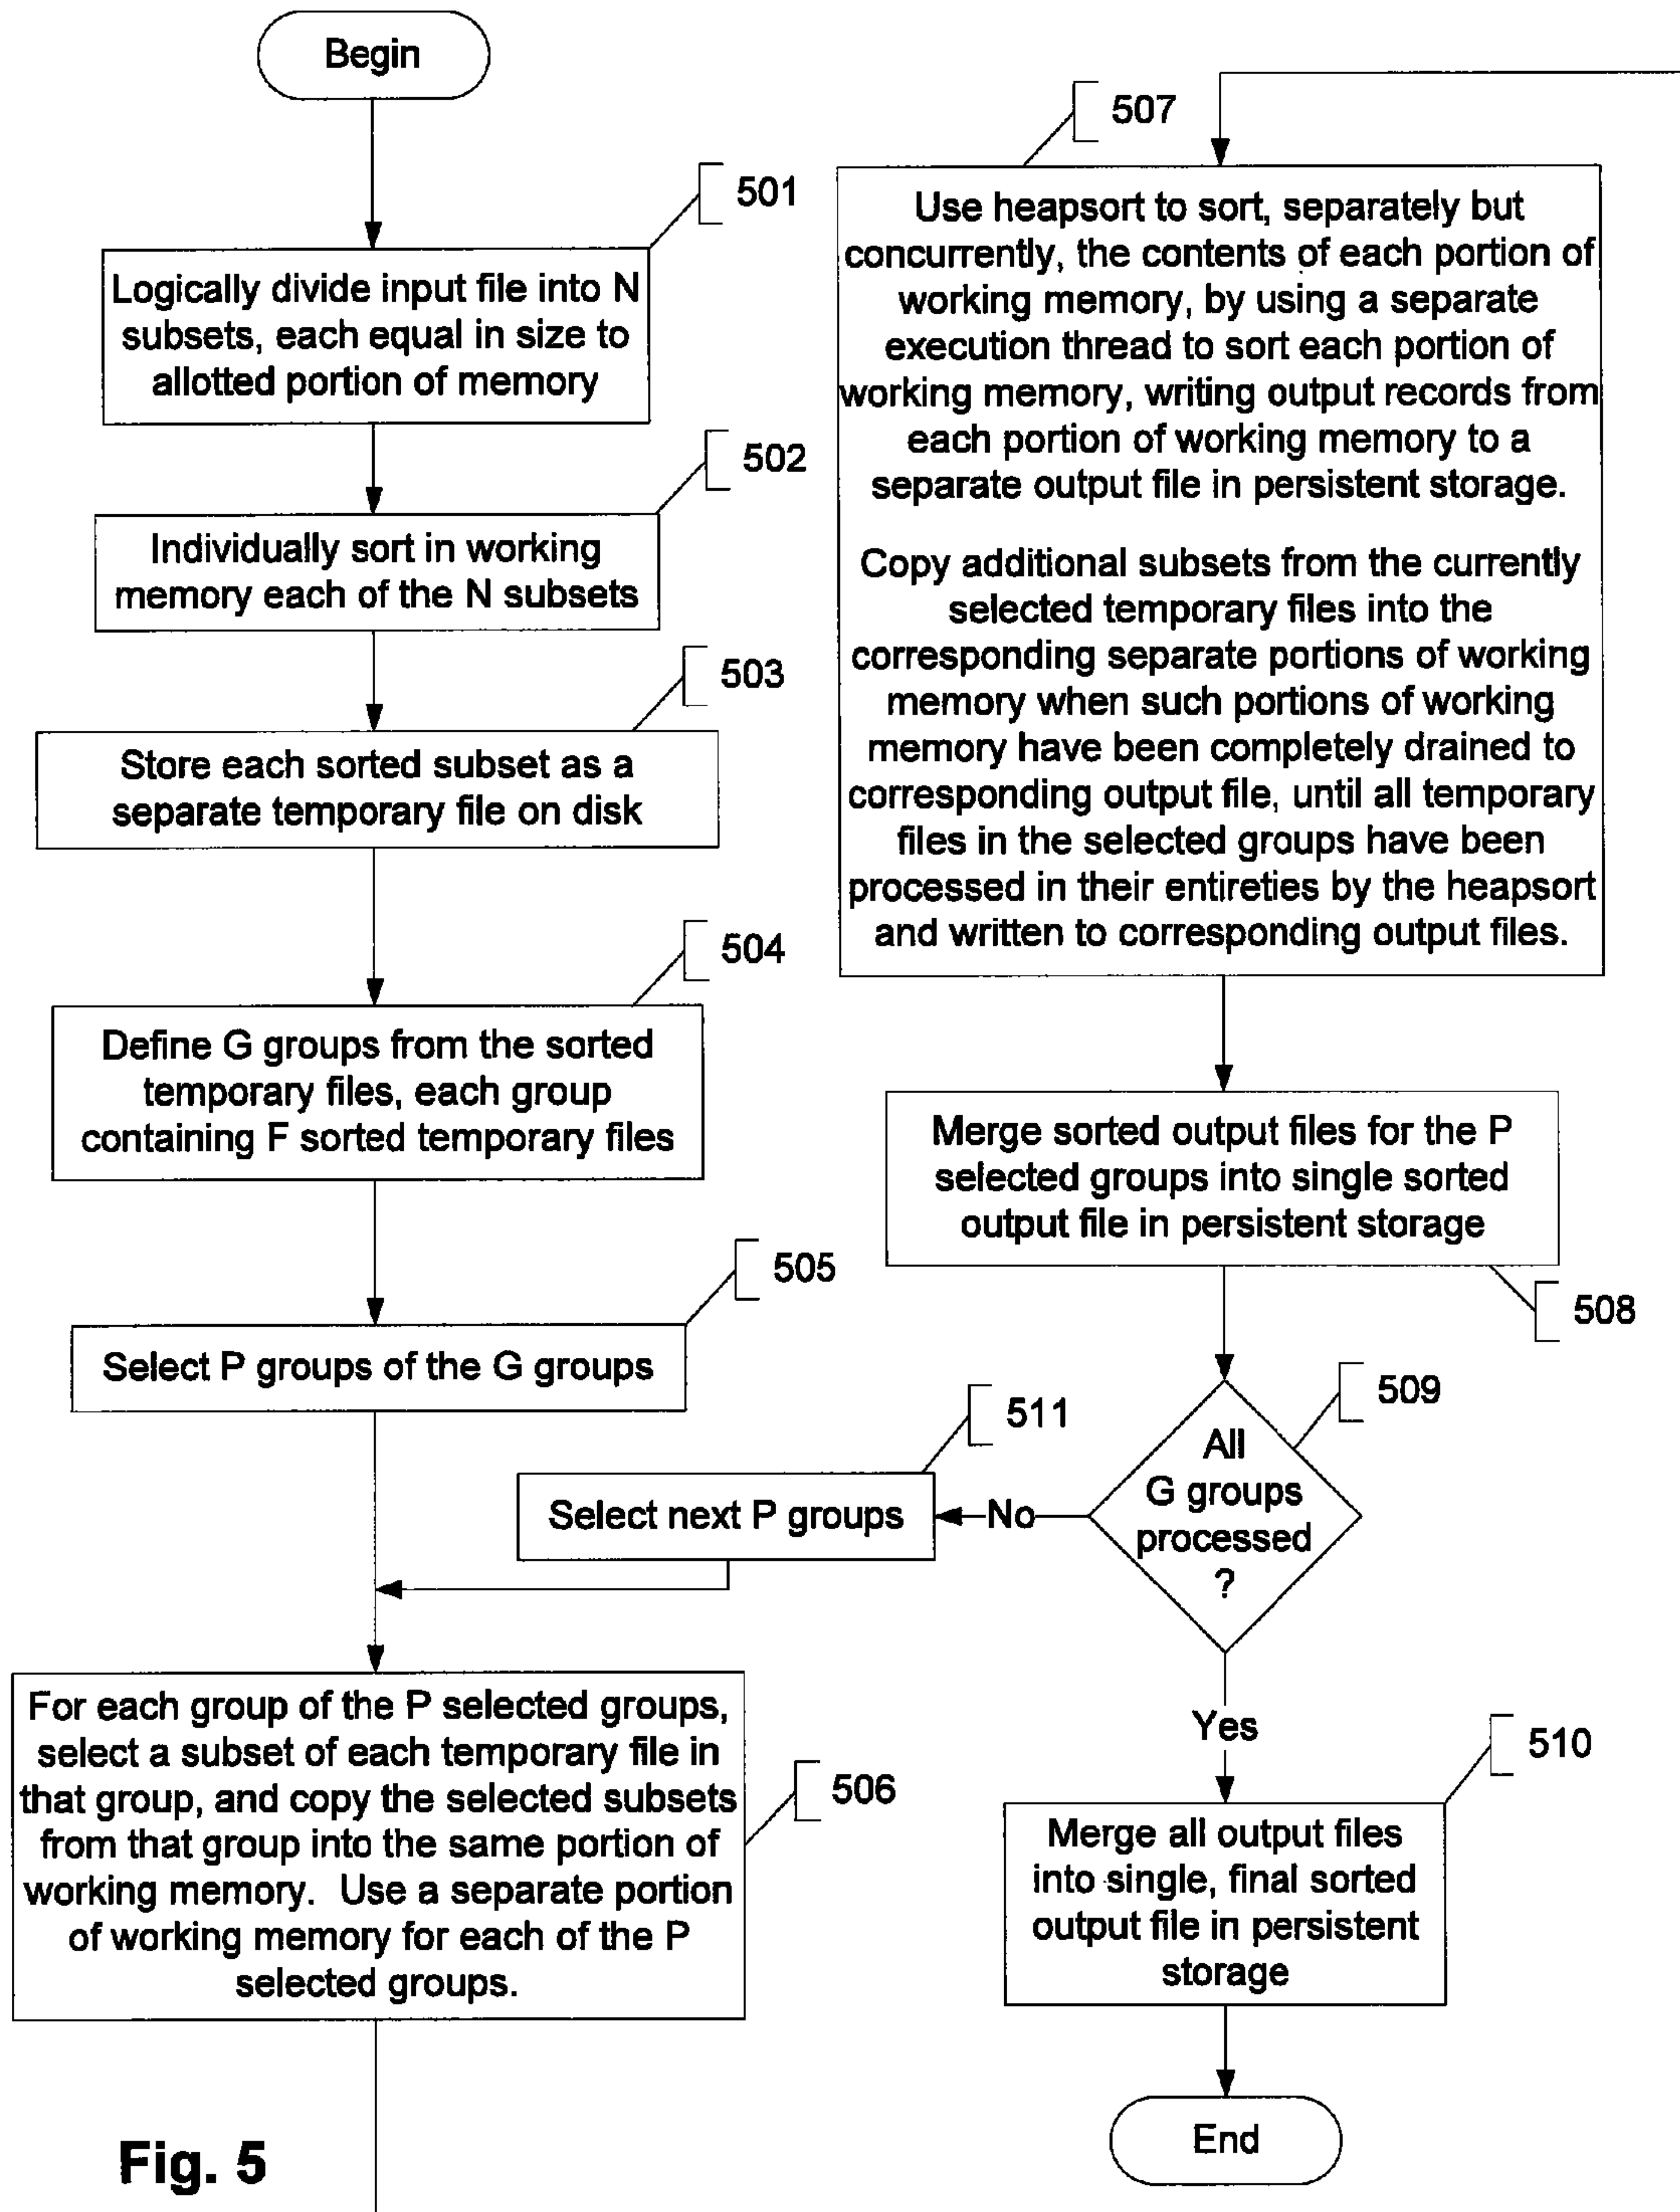 Begin
501
Logically divide input file into N
subsets, each equal in size to
allotted portion of memory
502
Individually sort in working
memory each of the N subsets
503
Store each sorted subset as a
separate temporary file on disk
504
Define G groups from the sorted
temporary files, each group
containing F sorted temporary files
505
Select P groups of the G groups
506
For each group of the P selected groups,
select a subset of each temporary file in
that group, and copy the selected subsets
from that group into the same portion of
working memory. Use a separate portion
of working memory for each of the P
selected groups.
507
Use heapsort to sort, separately but
concurrently, the contents of each portion of
working memory, by using a separate
execution thread to sort each portion of
working memory, writing output records from
each portion of working memory to a
separate output file in persistent storage.
Copy additional subsets from the currently
selected temporary files into the
corresponding separate portions of working
memory when such portions of working
memory have been completely drained to
corresponding output file, until all temporary
files in the selected groups have been
processed in their entireties by the heapsort
and written to corresponding output files.
Merge sorted output files for the P
selected groups into single sorted
output file in persistent storage
508
509
All
G groups
processed
?
No
511
Select next P groups
Yes
510
Merge all output files
into single, final sorted
output file in persistent
storage
End
Fig. 5